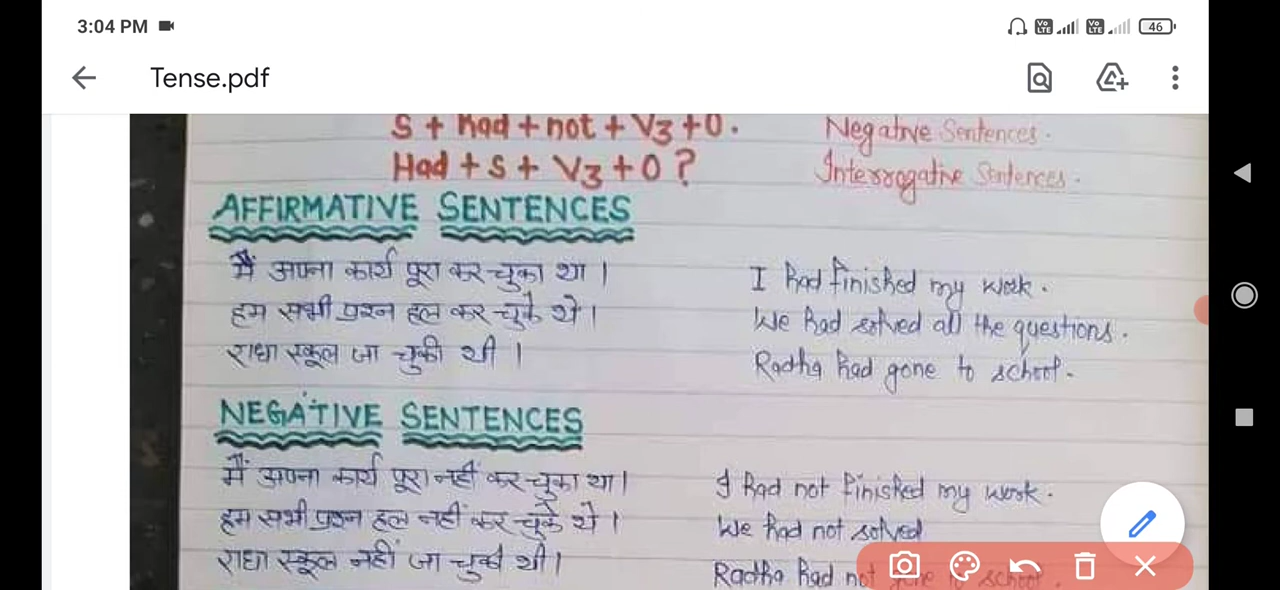 3:04 PM
46
Tense.pdf
S + had + not + V3 + O. Negative Sentences.
Had + S + V3 + O ? Interrogative Sentences.
AFFIRMATIVE SENTENCES
मैं अपना कार्य पूरा कर चुका था। I had finished my work.
हम सभी प्रश्न हल कर चुके थे। We had solved all the questions.
राधा स्कूल जा चुकी थी। Radha had gone to school.
NEGATIVE SENTENCES
मैं अपना कार्य पूरा नहीं कर चुका था। I had not finished my work.
हम सभी प्रश्न हल नहीं कर चुके थे। We had not solved
राधा स्कूल नहीं जा चुकी थी। Radha had not gone to school.